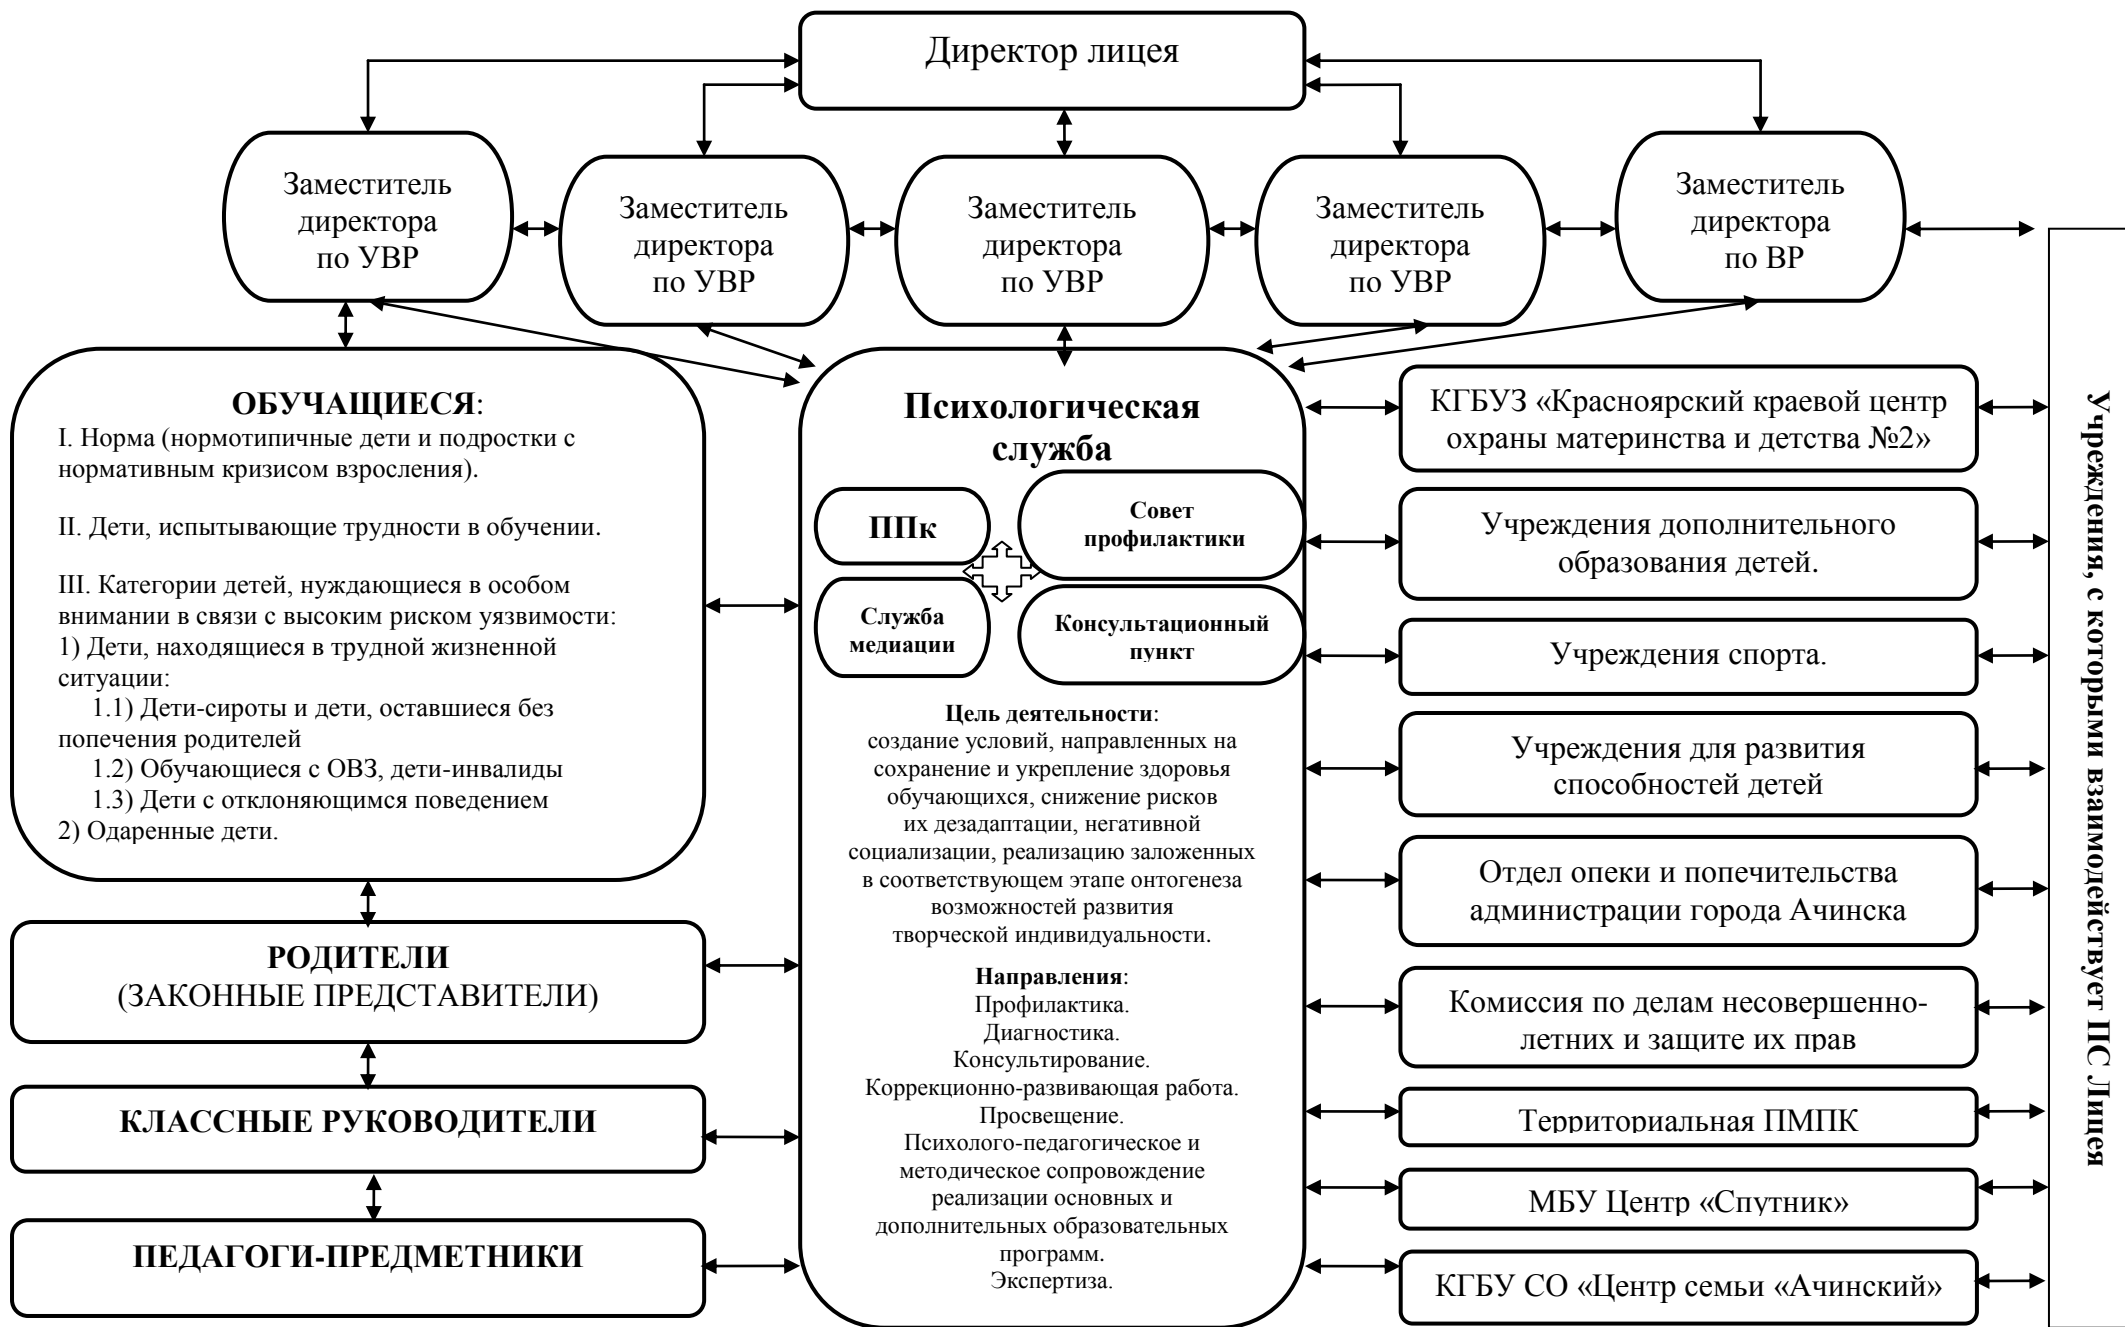 Директор лицея
Заместитель
директора
по УВР
Заместитель
директора
по УВР
Заместитель
директора
по УВР
Заместитель
директора
по УВР
Заместитель
директора
по ВР
ОБУЧАЩИЕСЯ:
I. Норма (нормотипичные дети и подростки с
нормативным кризисом взросления).
II. Дети, испытывающие трудности в обучении.
III. Категории детей, нуждающиеся в особом
внимании в связи с высоким риском уязвимости:
1) Дети, находящиеся в трудной жизненной
ситуации:
1.1) Дети-сироты и дети, оставшиеся без
попечения родителей
1.2) Обучающиеся с ОВЗ, дети-инвалиды
1.3) Дети с отклоняющимся поведением
2) Одаренные дети.
РОДИТЕЛИ
(ЗАКОННЫЕ ПРЕДСТАВИТЕЛИ)
КЛАССНЫЕ РУКОВОДИТЕЛИ
ПЕДАГОГИ-ПРЕДМЕТНИКИ
Психологическая
служба
ППк
Совет
профилактики
Служба
медиации
Консультационный
пункт
Цель деятельности:
создание условий, направленных на
сохранение и укрепление здоровья
обучающихся, снижение рисков
их дезадаптации, негативной
социализации, реализацию заложенных
в соответствующем этапе онтогенеза
возможностей развития
творческой индивидуальности.
Направления:
Профилактика.
Диагностика.
Консультирование.
Коррекционно-развивающая работа.
Просвещение.
Психолого-педагогическое и
методическое сопровождение
реализации основных и
дополнительных образовательных
программ.
Экспертиза.
КГБУЗ «Красноярский краевой центр
охраны материнства и детства №2»
Учреждения дополнительного
образования детей.
Учреждения спорта.
Учреждения для развития
способностей детей
Отдел опеки и попечительства
администрации города Ачинска
Комиссия по делам несовершенно-
летних и защите их прав
Территориальная ПМПК
МБУ Центр «Спутник»
КГБУ СО «Центр семьи «Ачинский»
Учреждения, с которыми взаимодействует ПС Лицея